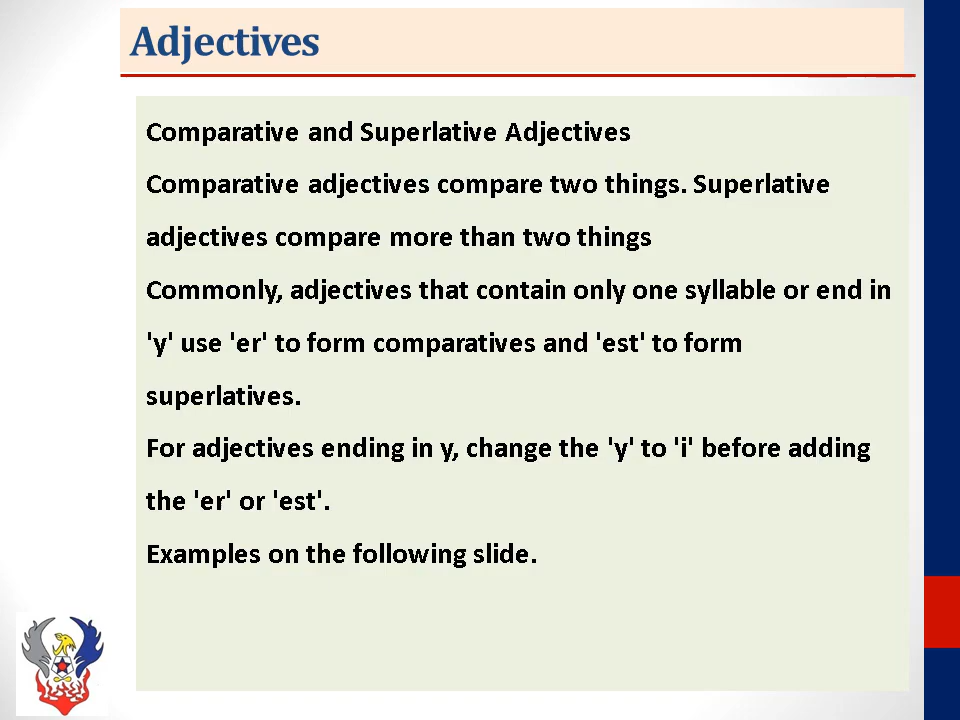 Adjectives
Comparative and Superlative Adjectives
Comparative adjectives compare two things. Superlative
adjectives compare more than two things
Commonly, adjectives that contain only one syllable or end in
'y' use 'er' to form comparatives and 'est' to form
superlatives.
For adjectives ending in y, change the 'y' to 'i' before adding
the 'er' or 'est'.
Examples on the following slide.